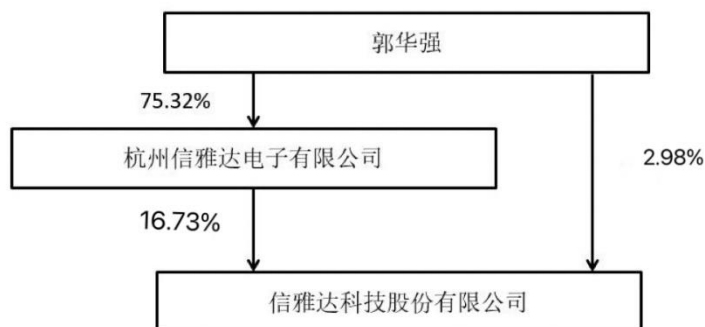 郭华强
75.32%
杭州信雅达电子有限公司
2.98%
16.73%
信雅达科技股份有限公司